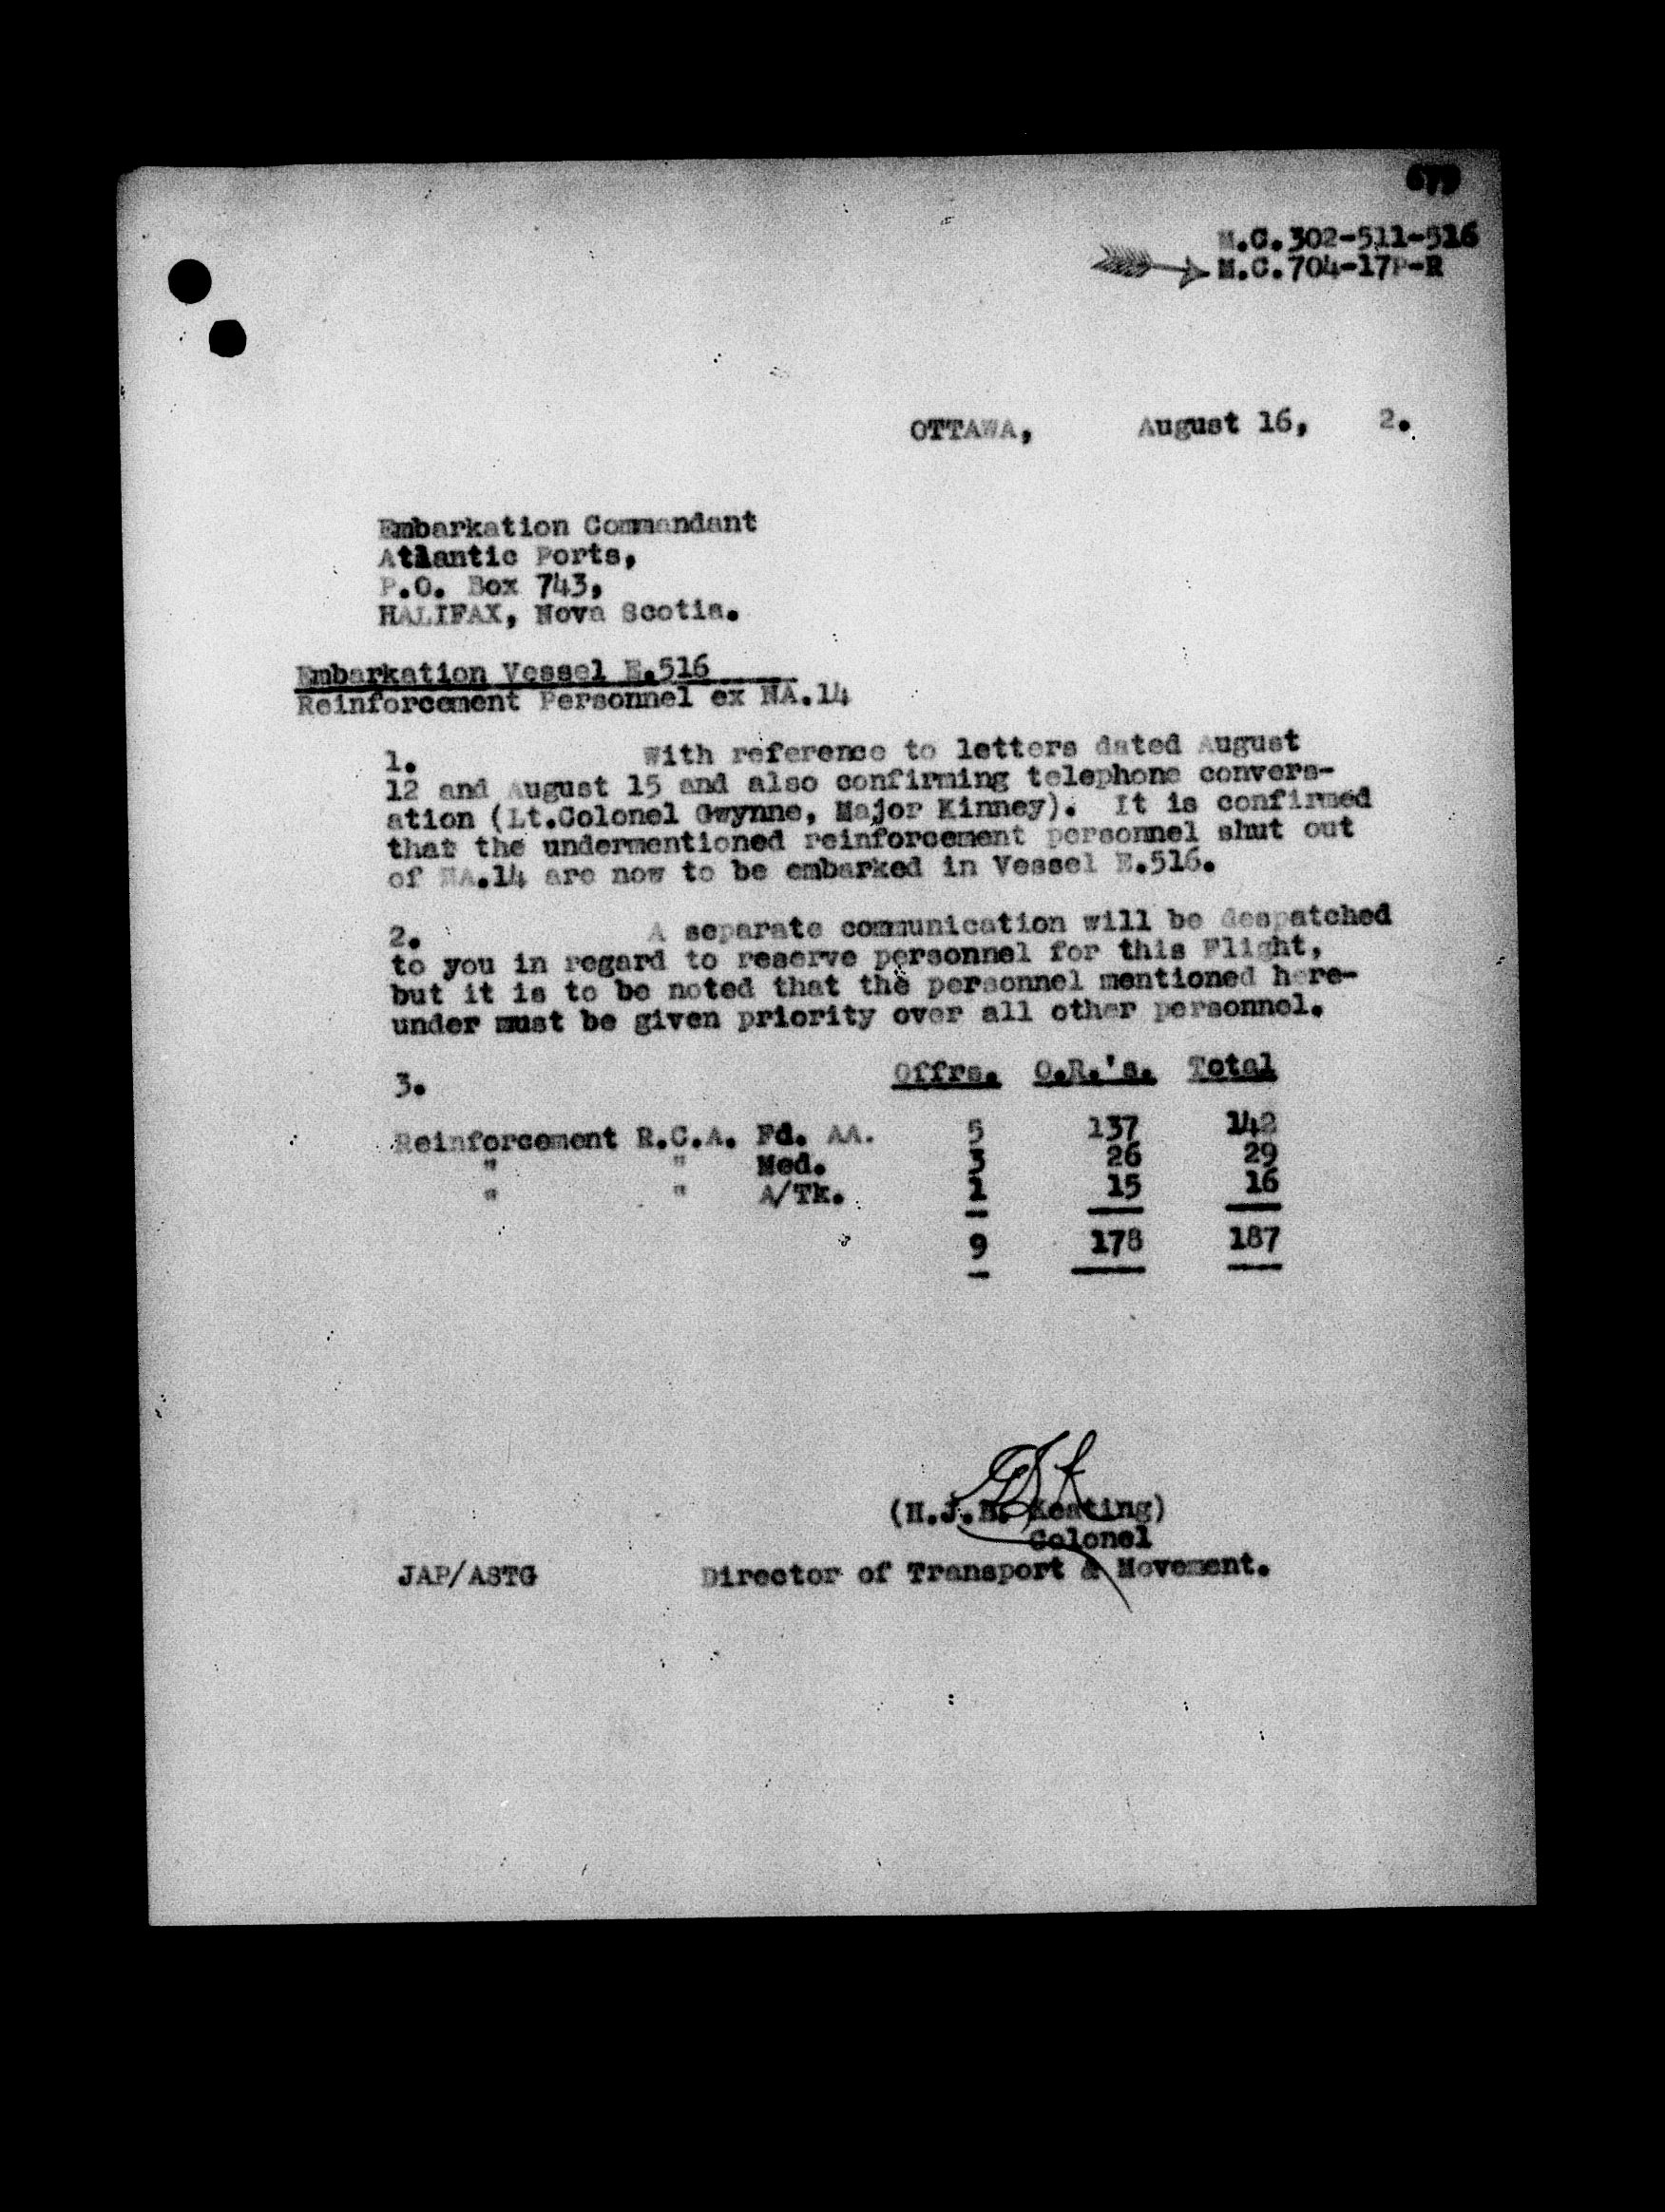 679
M.C.302-511-516
M.C.704-17P-R
OTTAWA, August 16, 2.
Embarkation Commandant
Atlantic Ports,
P.O. Box 743,
HALIFAX, Nova Scotia.
Embarkation Vessel E.516
Reinforcement Personnel ex NA.14
1. With reference to letters dated August
12 and August 15 and also confirming telephone convers-
ation (Lt.Colonel Gwynne, Major Kinney). It is confirmed
that the undermentioned reinforcement personnel shut out
of NA.14 are now to be embarked in Vessel E.516.
2. A separate communication will be despatched
to you in regard to reserve personnel for this Flight,
but it is to be noted that the personnel mentioned here-
under must be given priority over all other personnel.
3. Offrs. O.R.'s. Total
Reinforcement R.C.A. Fd. AA. 5 137 142
" " Med. 3 26 29
" " A/Tk. 1 15 16
9 178 187
(H.J.B. Keating)
Colonel
JAP/ASTG Director of Transport & Movement.